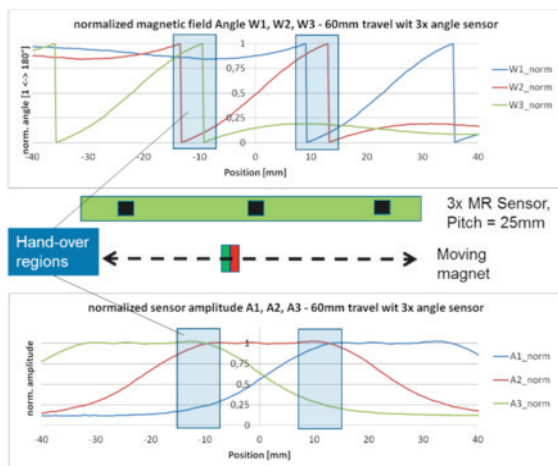 normalized magnetic field Angle W1, W2, W3 - 60mm travel wit 3x angle sensor
norm. angle [1 <-> 180°]
1
0,75
0,5
0,25
0
W1_norm
W2_norm
W3_norm
-40 -30 -20 -10 0 10 20 30 40
Position [mm]
3x MR Sensor,
Pitch = 25mm
Hand-over
regions
Moving
magnet
normalized sensor amplitude A1, A2, A3 - 60mm travel wit 3x angle sensor
norm. amplitude
1
0,75
0,5
0,25
0
A1_norm
A2_norm
A3_norm
-40 -30 -20 -10 0 10 20 30 40
Position [mm]